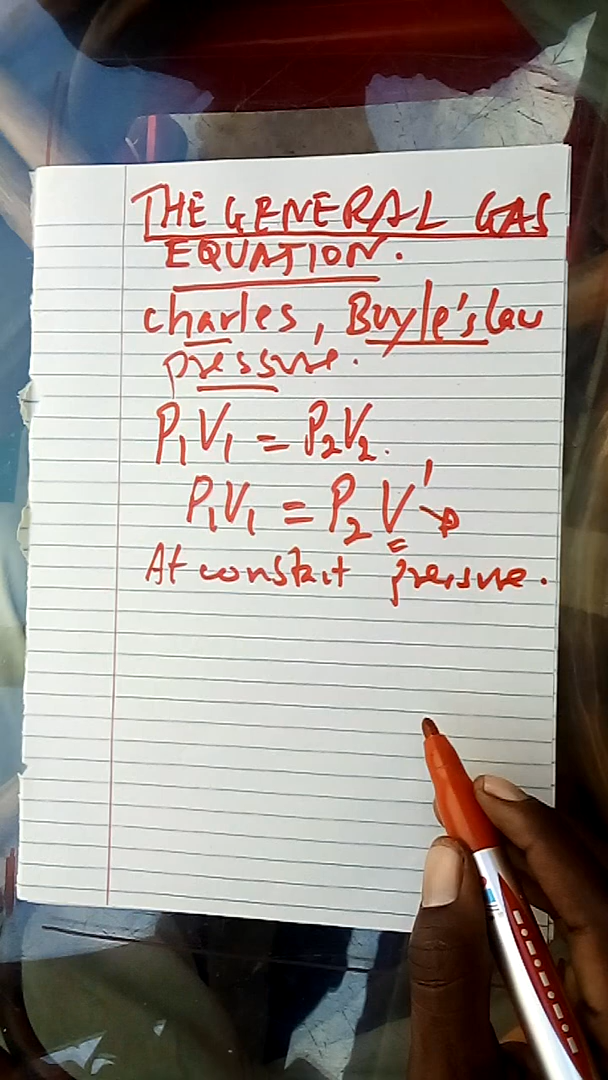 THE GENERAL GAS
EQUATION.
charles, Boyle's law
pressure.
P₁V₁ = P₂V₂.
P₁V₁ = P₂V'
At constant pressure.